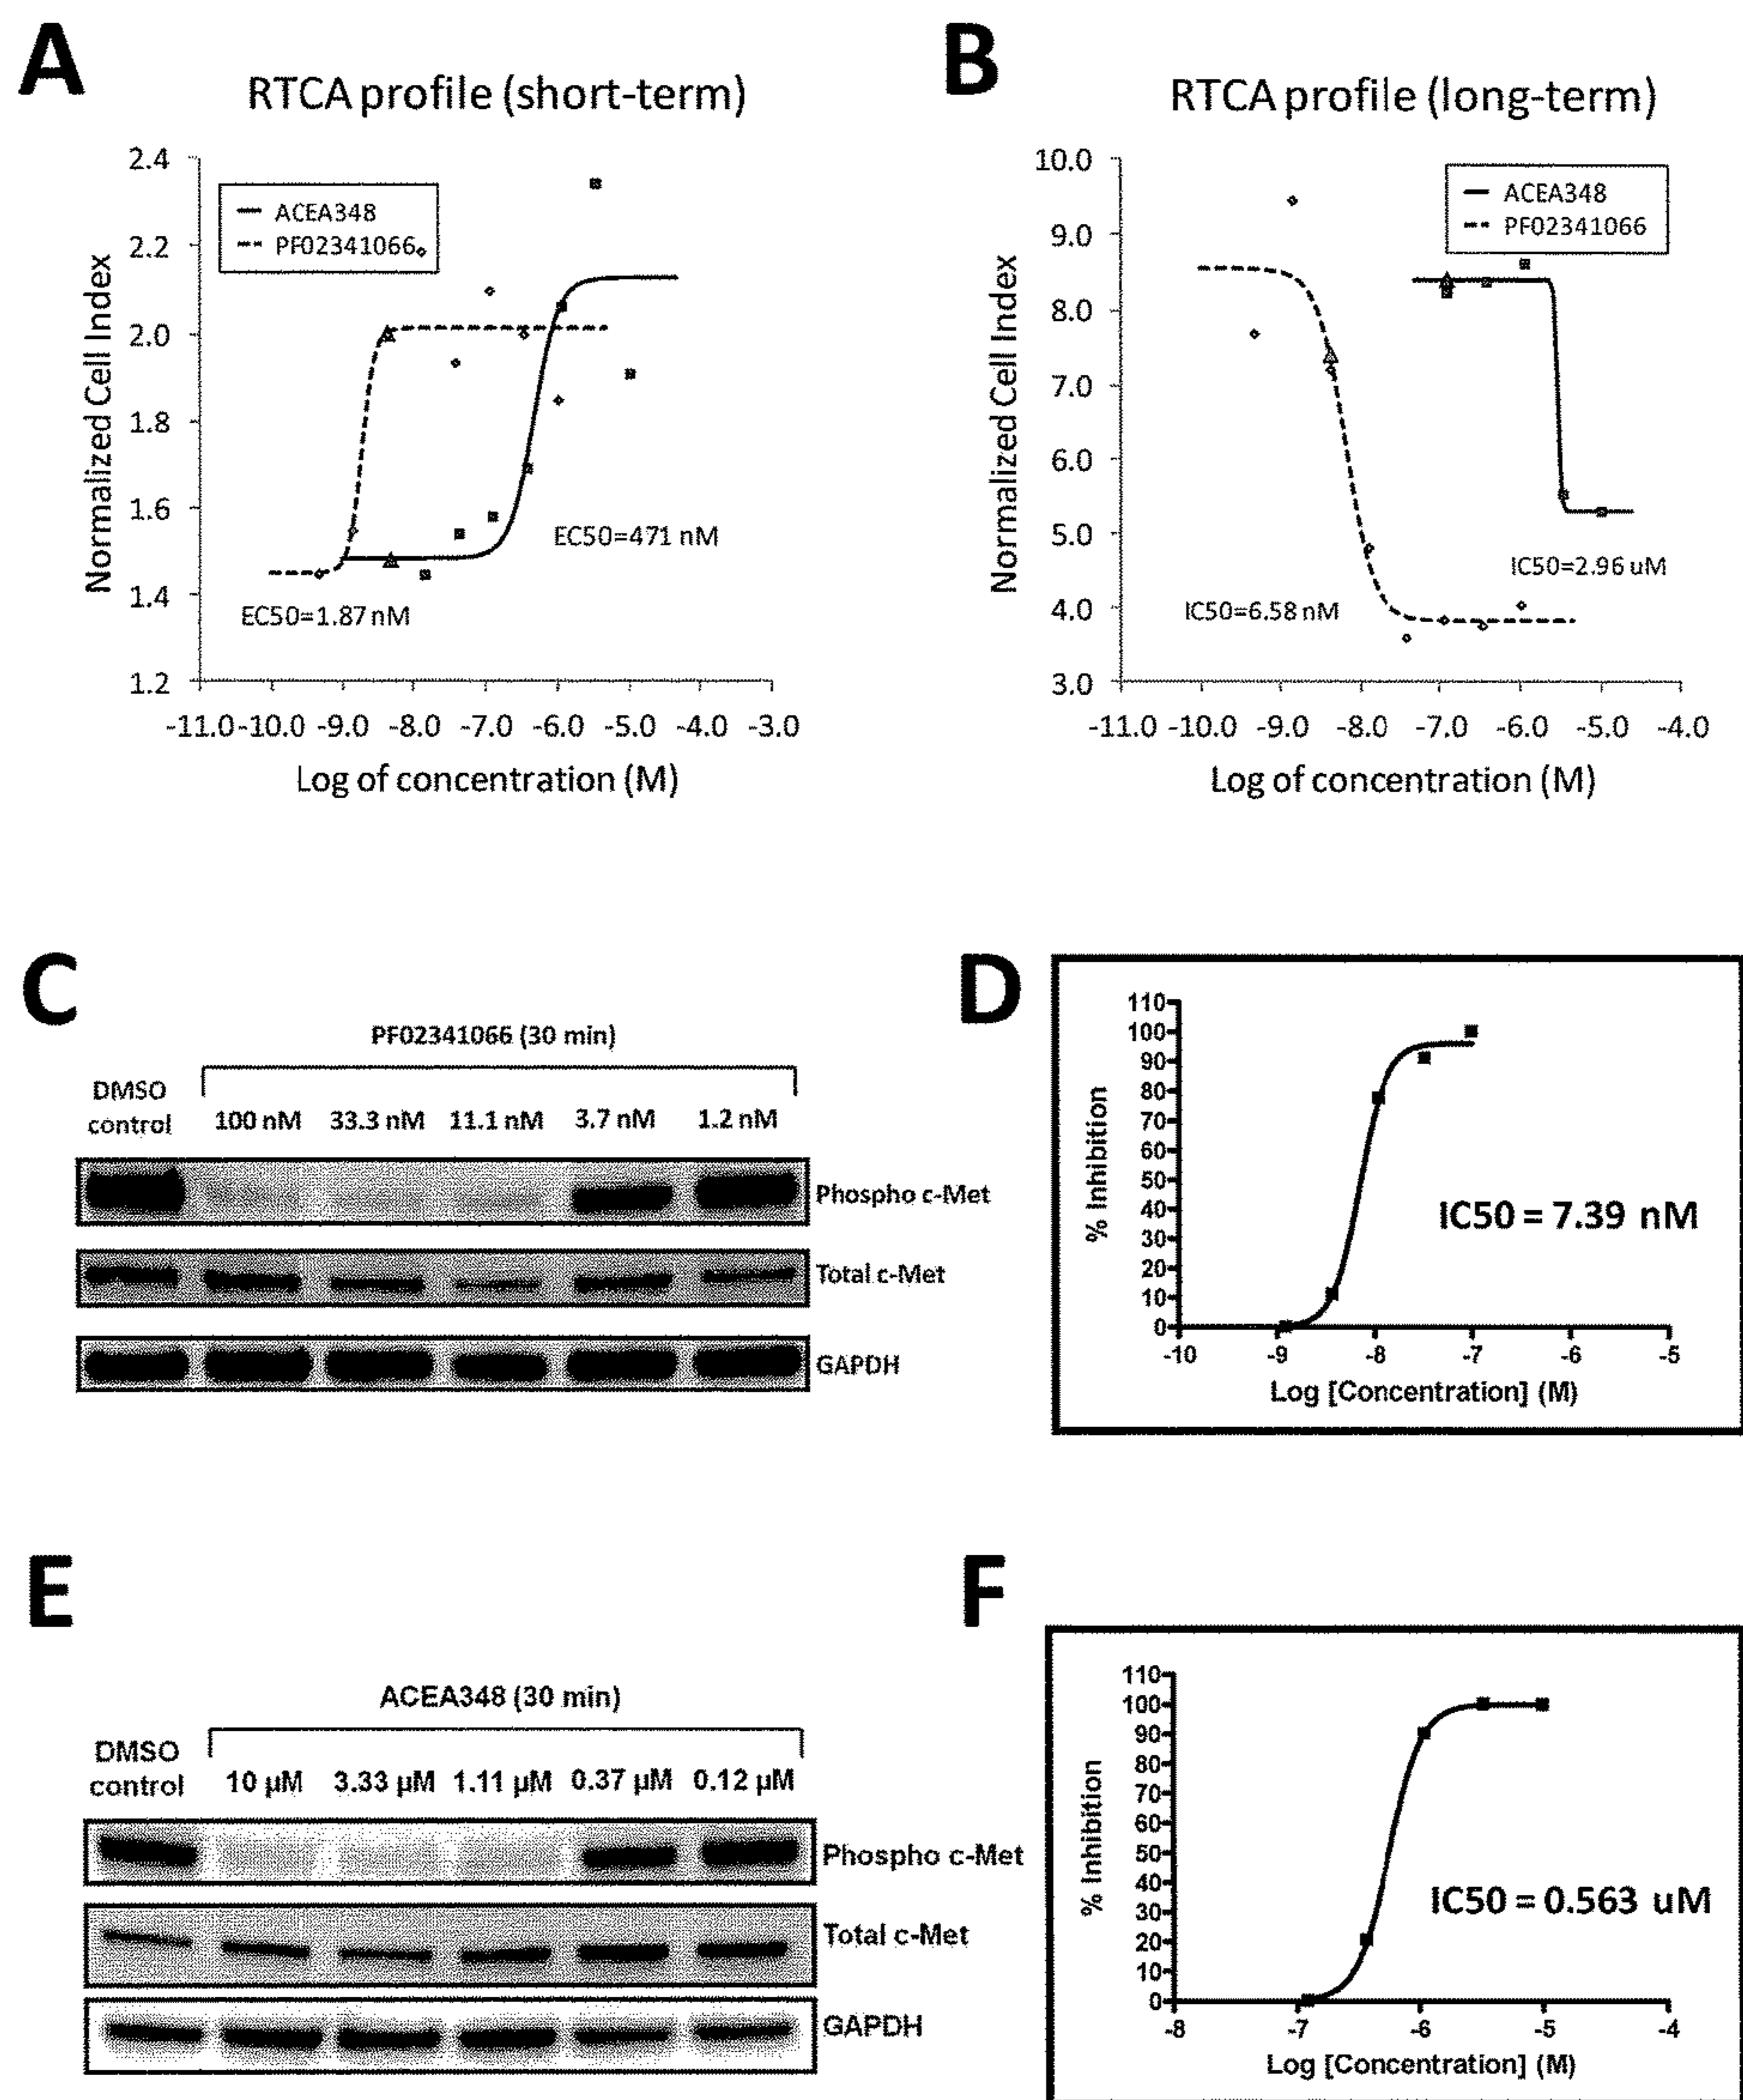 A
RTCA profile (short-term)
2.4
2.2
2.0
1.8
1.6
1.4
1.2
Normalized Cell Index
ACEA348
PF02341066
EC50=471 nM
EC50=1.87 nM
-11.0 -10.0 -9.0 -8.0 -7.0 -6.0 -5.0 -4.0 -3.0
Log of concentration (M)
B
RTCA profile (long-term)
10.0
9.0
8.0
7.0
6.0
5.0
4.0
3.0
Normalized Cell Index
ACEA348
PF02341066
IC50=2.96 uM
IC50=6.58 nM
-11.0 -10.0 -9.0 -8.0 -7.0 -6.0 -5.0 -4.0
Log of concentration (M)
C
PF02341066 (30 min)
DMSO
control
100 nM 33.3 nM 11.1 nM 3.7 nM 1.2 nM
Phospho c-Met
Total c-Met
GAPDH
D
110
100
90
80
70
60
50
40
30
20
10
0
% Inhibition
IC50 = 7.39 nM
-10 -9 -8 -7 -6 -5
Log [Concentration] (M)
E
ACEA348 (30 min)
DMSO
control
10 µM 3.33 µM 1.11 µM 0.37 µM 0.12 µM
Phospho c-Met
Total c-Met
GAPDH
F
110
100
90
80
70
60
50
40
30
20
10
0
% Inhibition
IC50 = 0.563 uM
-8 -7 -6 -5 -4
Log [Concentration] (M)